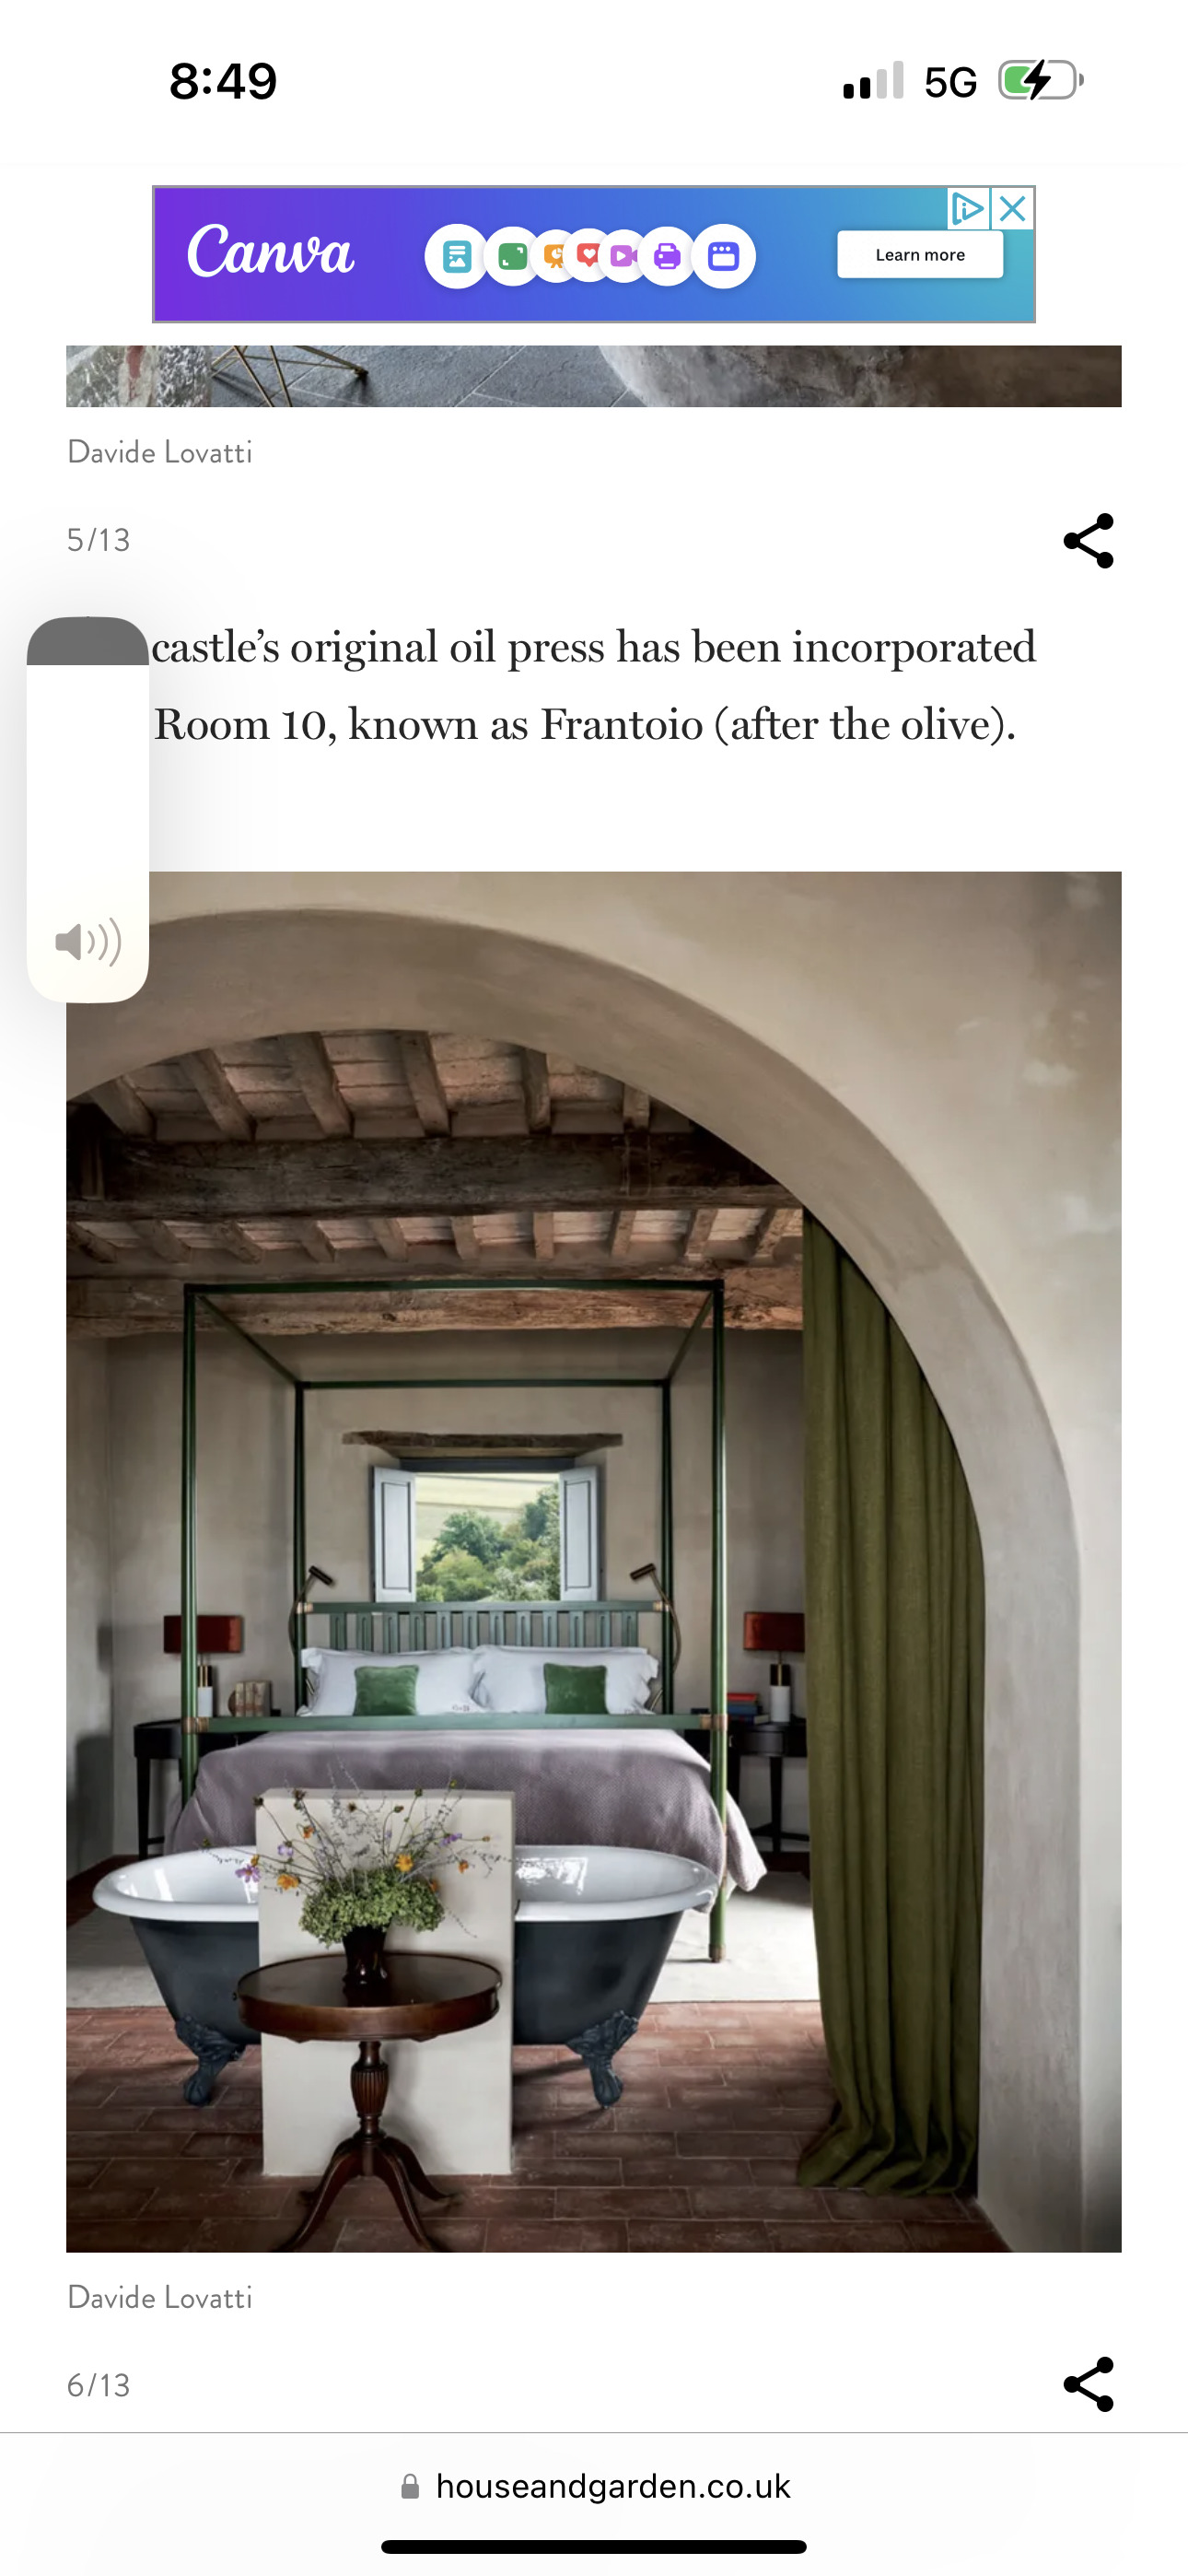 8:49
5G
Canva
Learn more
Davide Lovatti
5/13
castle’s original oil press has been incorporated
Room 10, known as Frantoio (after the olive).
Davide Lovatti
6/13
houseandgarden.co.uk